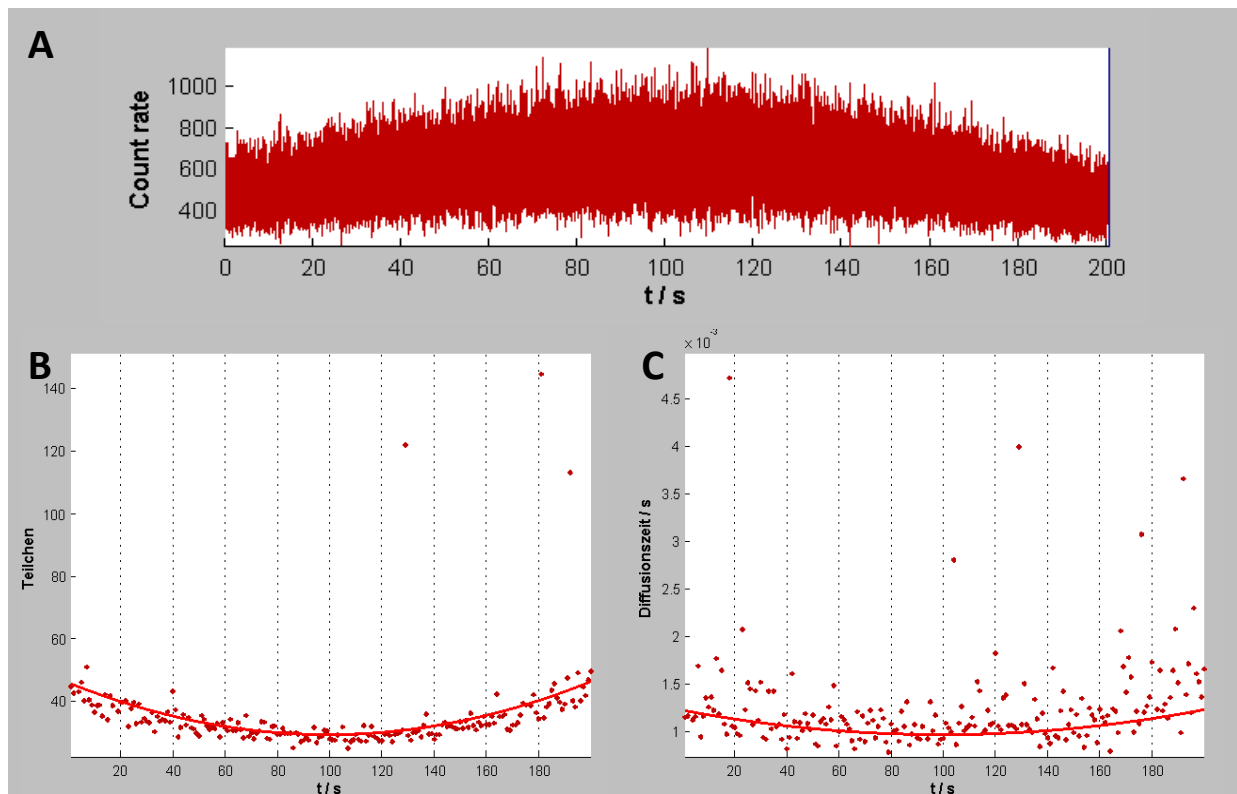 A
Count rate
1000
800
600
400
0 20 40 60 80 100 120 140 160 180 200
t / s
B
Teilchen
140
120
100
80
60
40
20 40 60 80 100 120 140 160 180
t / s
C
x 10⁻³
Diffusionszeit / s
4.5
4
3.5
3
2.5
2
1.5
1
20 40 60 80 100 120 140 160 180
t / s